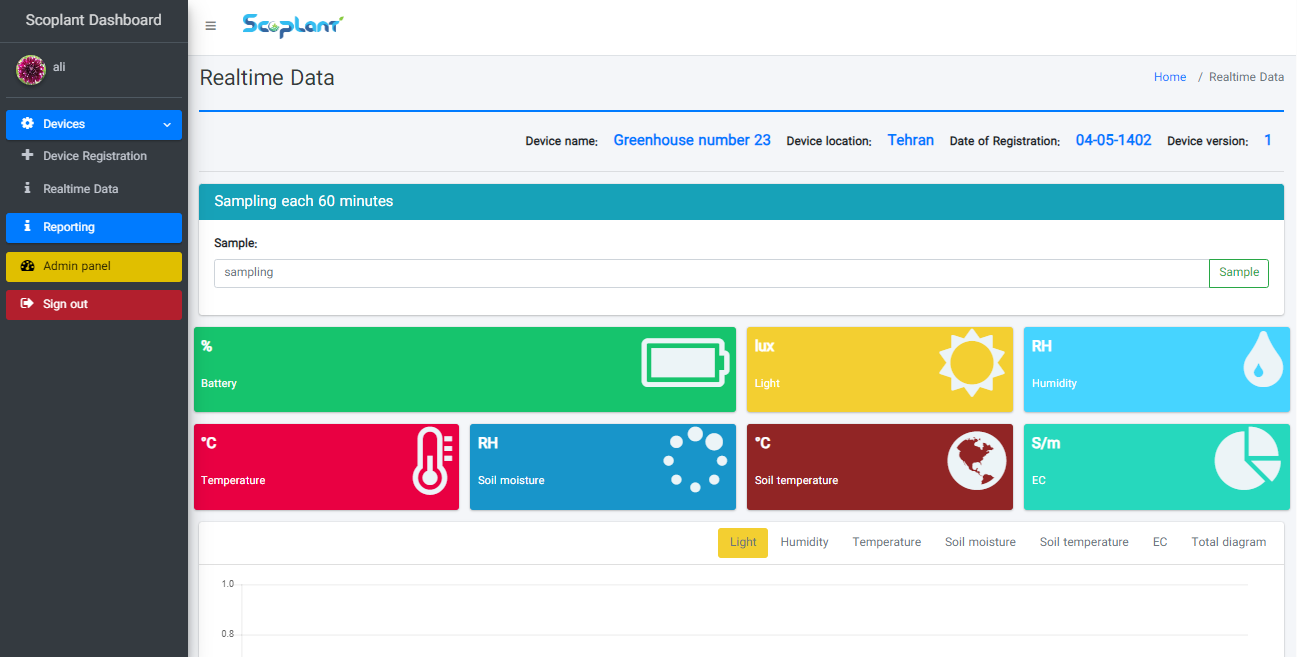 Scoplant Dashboard
Scoplant
ali
Realtime Data
Home / Realtime Data
Devices
Device name: Greenhouse number 23 Device location: Tehran Date of Registration: 04-05-1402 Device version: 1
Device Registration
Realtime Data
Reporting
Admin panel
Sign out
Sampling each 60 minutes
Sample:
sampling Sample
% lux RH
Battery Light Humidity
°C RH °C S/m
Temperature Soil moisture Soil temperature EC
Light Humidity Temperature Soil moisture Soil temperature EC Total diagram
1.0
0.8